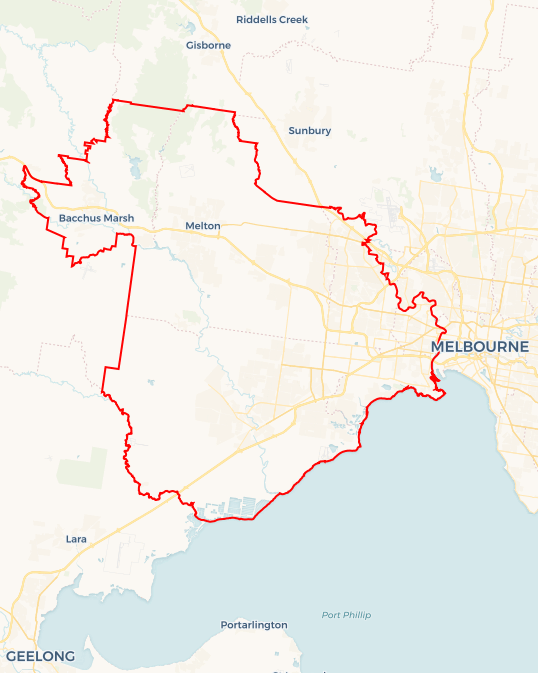 Riddells Creek
Gisborne
Sunbury
Bacchus Marsh
Melton
MELBOURNE
Lara
Port Phillip
Portarlington
GEELONG